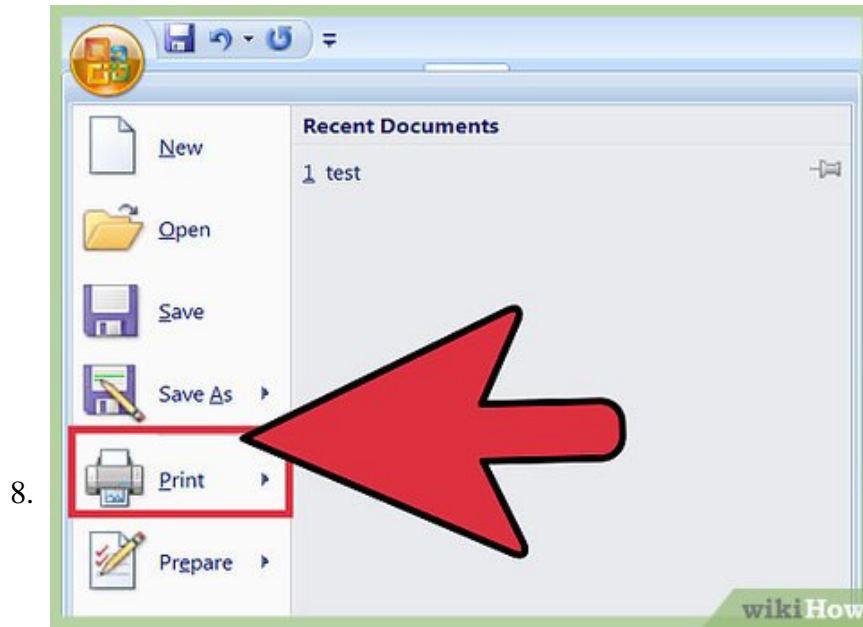 Recent Documents
New
1 test
Open
Save
Save As
8.
Print
Prepare
wikiHow